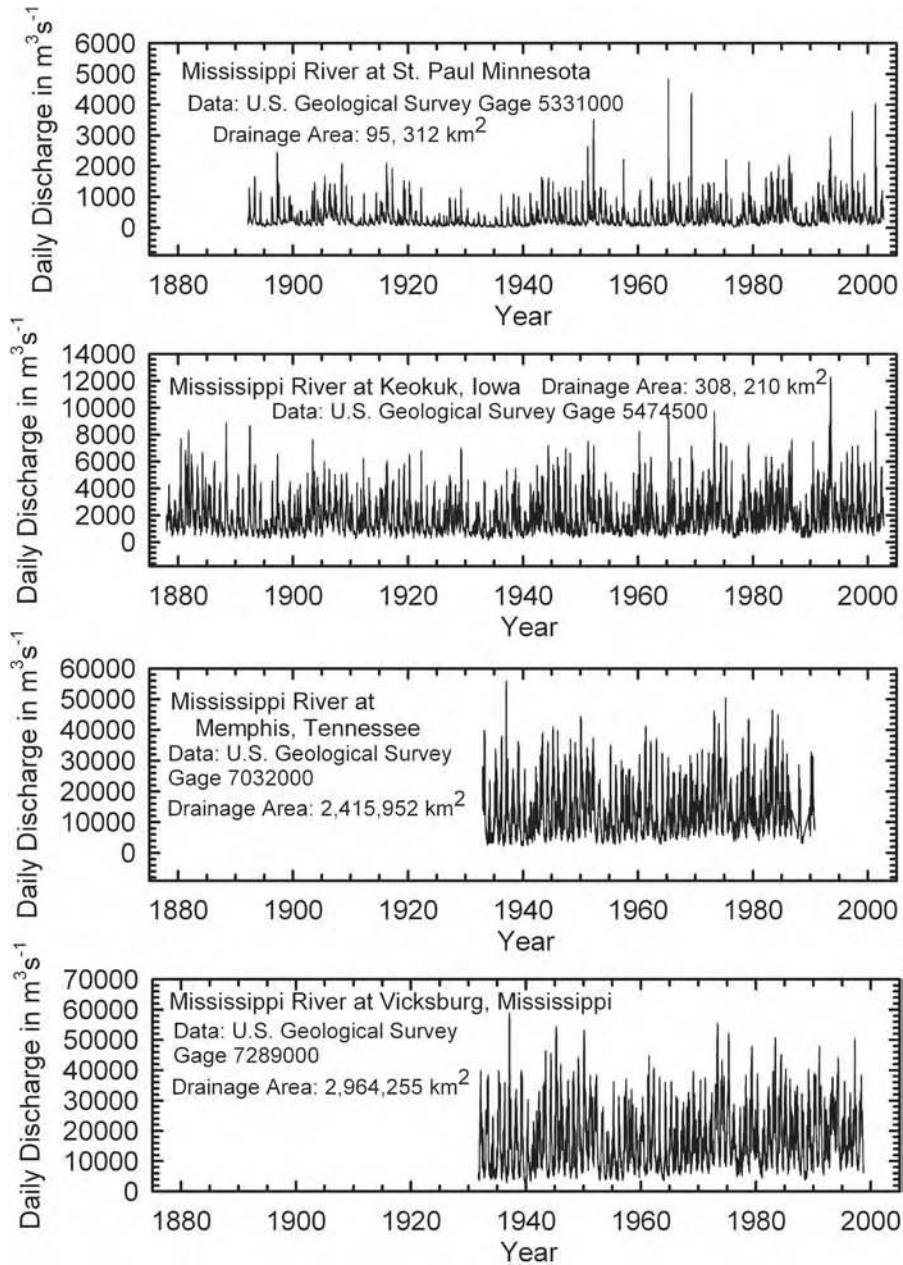 Daily Discharge in m³s⁻¹
6000
5000
4000
3000
2000
1000
0
Mississippi River at St. Paul Minnesota
Data: U.S. Geological Survey Gage 5331000
Drainage Area: 95, 312 km²
1880 1900 1920 1940 1960 1980 2000
Year
Daily Discharge in m³s⁻¹
14000
12000
10000
8000
6000
4000
2000
0
Mississippi River at Keokuk, Iowa Drainage Area: 308, 210 km²
Data: U.S. Geological Survey Gage 5474500
1880 1900 1920 1940 1960 1980 2000
Year
Daily Discharge in m³s⁻¹
60000
50000
40000
30000
20000
10000
0
Mississippi River at
Memphis, Tennessee
Data: U.S. Geological Survey
Gage 7032000
Drainage Area: 2,415,952 km²
1880 1900 1920 1940 1960 1980 2000
Year
Daily Discharge in m³s⁻¹
70000
60000
50000
40000
30000
20000
10000
0
Mississippi River at Vicksburg, Mississippi
Data: U.S. Geological Survey
Gage 7289000
Drainage Area: 2,964,255 km²
1880 1900 1920 1940 1960 1980 2000
Year